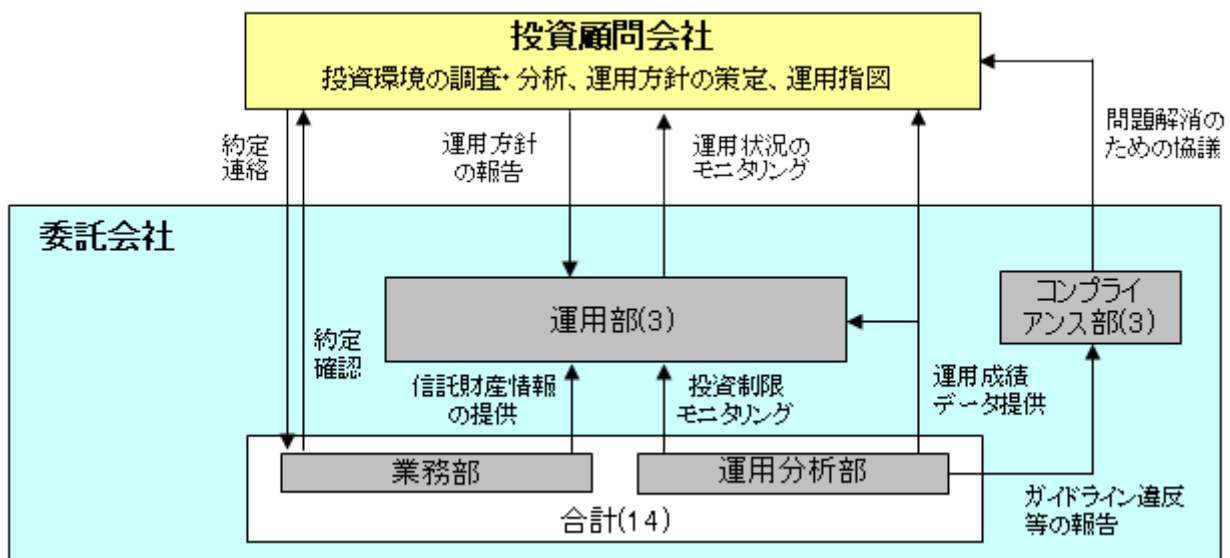 投資顧問会社
投資環境の調査・分析、運用方針の策定、運用指図
約定
連絡
運用方針
の報告
運用状況の
モニタリング
問題解消の
ための協議
委託会社
運用部(3)
コンプライ
アンス部(3)
約定
確認
信託財産情報
の提供
投資制限
モニタリング
運用成績
データ提供
業務部
運用分析部
合計(14)
ガイドライン違反
等の報告